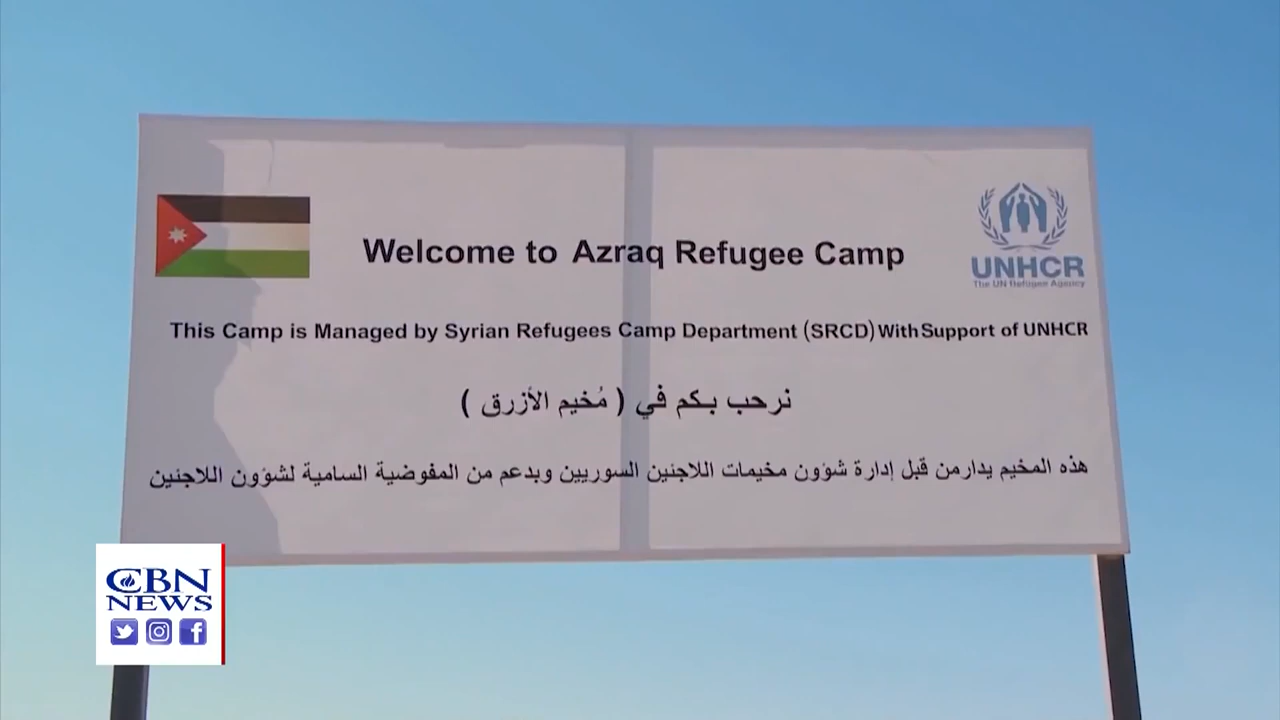 Welcome to Azraq Refugee Camp
UNHCR
The UN Refugee Agency
This Camp is Managed by Syrian Refugees Camp Department (SRCD) With Support of UNHCR
نرحب بكم في ( مُخيم الأزرق )
هذه المخيم يدارمن قبل إدارة شؤون مخيمات اللاجئين السوريين وبدعم من المفوضية السامية لشؤون اللاجئين
CBN
NEWS